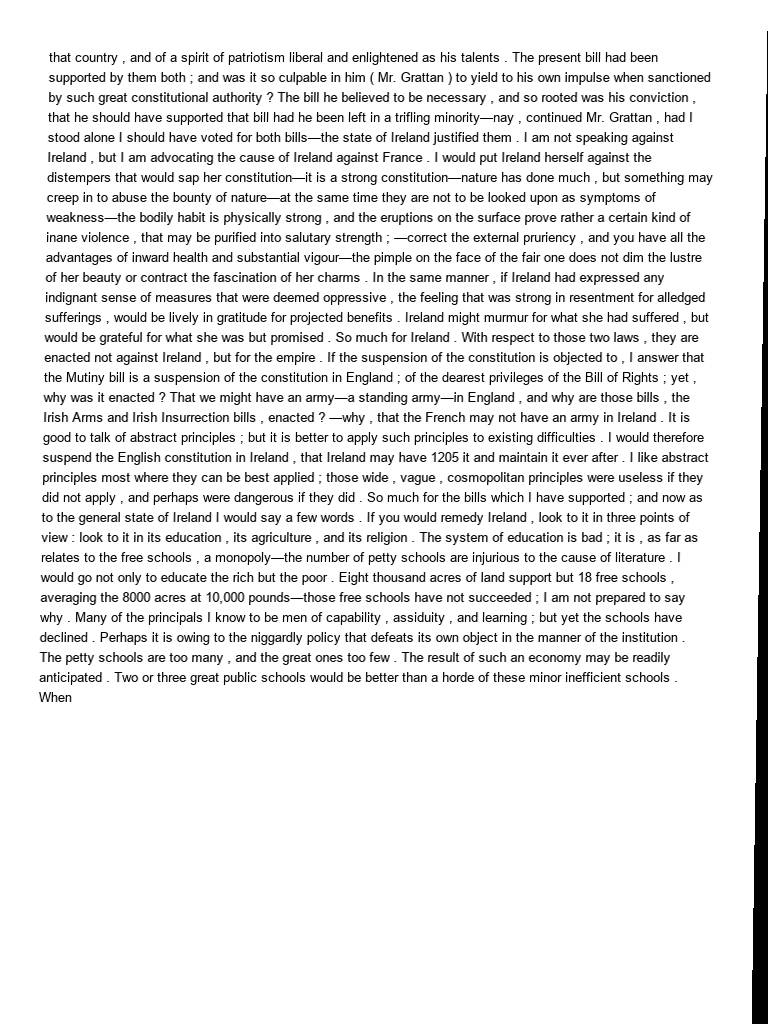 that country , and of a spirit of patriotism liberal and enlightened as his talents . The present bill had been
supported by them both ; and was it so culpable in him ( Mr. Grattan ) to yield to his own impulse when sanctioned
by such great constitutional authority ? The bill he believed to be necessary , and so rooted was his conviction ,
that he should have supported that bill had he been left in a trifling minority—nay , continued Mr. Grattan , had I
stood alone I should have voted for both bills—the state of Ireland justified them . I am not speaking against
Ireland , but I am advocating the cause of Ireland against France . I would put Ireland herself against the
distempers that would sap her constitution—it is a strong constitution—nature has done much , but something may
creep in to abuse the bounty of nature—at the same time they are not to be looked upon as symptoms of
weakness—the bodily habit is physically strong , and the eruptions on the surface prove rather a certain kind of
inane violence , that may be purified into salutary strength ; —correct the external pruriency , and you have all the
advantages of inward health and substantial vigour—the pimple on the face of the fair one does not dim the lustre
of her beauty or contract the fascination of her charms . In the same manner , if Ireland had expressed any
indignant sense of measures that were deemed oppressive , the feeling that was strong in resentment for alledged
sufferings , would be lively in gratitude for projected benefits . Ireland might murmur for what she had suffered , but
would be grateful for what she was but promised . So much for Ireland . With respect to those two laws , they are
enacted not against Ireland , but for the empire . If the suspension of the constitution is objected to , I answer that
the Mutiny bill is a suspension of the constitution in England ; of the dearest privileges of the Bill of Rights ; yet ,
why was it enacted ? That we might have an army—a standing army—in England , and why are those bills , the
Irish Arms and Irish Insurrection bills , enacted ? —why , that the French may not have an army in Ireland . It is
good to talk of abstract principles ; but it is better to apply such principles to existing difficulties . I would therefore
suspend the English constitution in Ireland , that Ireland may have 1205 it and maintain it ever after . I like abstract
principles most where they can be best applied ; those wide , vague , cosmopolitan principles were useless if they
did not apply , and perhaps were dangerous if they did . So much for the bills which I have supported ; and now as
to the general state of Ireland I would say a few words . If you would remedy Ireland , look to it in three points of
view : look to it in its education , its agriculture , and its religion . The system of education is bad ; it is , as far as
relates to the free schools , a monopoly—the number of petty schools are injurious to the cause of literature . I
would go not only to educate the rich but the poor . Eight thousand acres of land support but 18 free schools ,
averaging the 8000 acres at 10,000 pounds—those free schools have not succeeded ; I am not prepared to say
why . Many of the principals I know to be men of capability , assiduity , and learning ; but yet the schools have
declined . Perhaps it is owing to the niggardly policy that defeats its own object in the manner of the institution .
The petty schools are too many , and the great ones too few . The result of such an economy may be readily
anticipated . Two or three great public schools would be better than a horde of these minor inefficient schools .
When